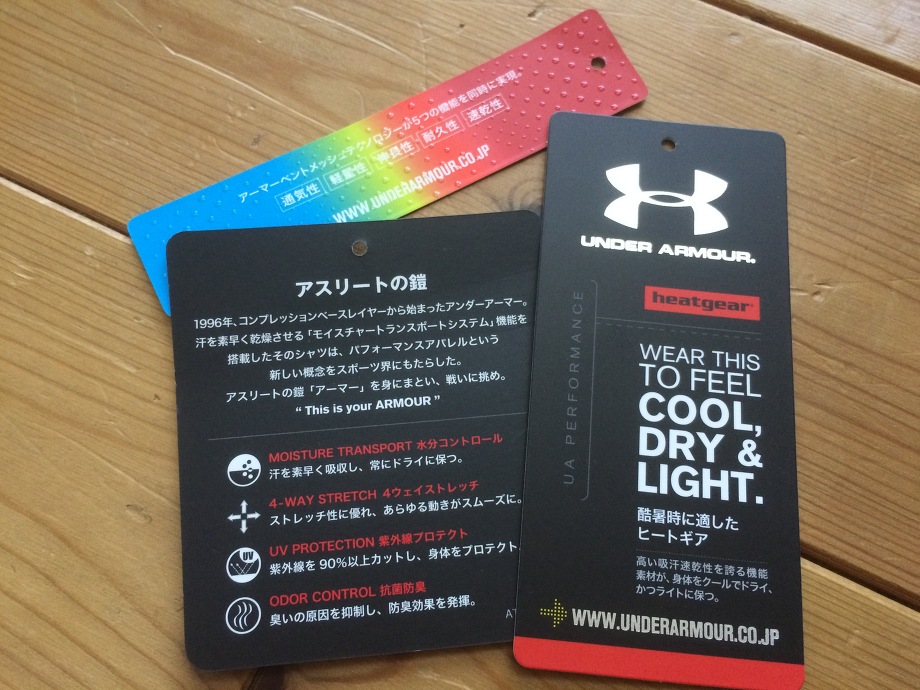 アーマーベントメッシュテクノロジーが5つの機能を同時に実現。
通気性 軽量性 伸長性 耐久性 速乾性
WWW.UNDERARMOUR.CO.JP
アスリートの鎧
1996年、コンプレッションベースレイヤーから始まったアンダーアーマー。
汗を素早く乾燥させる「モイスチャートランスポートシステム」機能を
搭載したそのシャツは、パフォーマンスアパレルという
新しい概念をスポーツ界にもたらした。
アスリートの鎧「アーマー」を身にまとい、戦いに挑め。
“ This is your ARMOUR ”
MOISTURE TRANSPORT 水分コントロール
汗を素早く吸収し、常にドライに保つ。
4-WAY STRETCH 4ウェイストレッチ
ストレッチ性に優れ、あらゆる動きがスムーズに。
UV
UV PROTECTION 紫外線プロテクト
紫外線を90%以上カットし、身体をプロテクト
ODOR CONTROL 抗菌防臭
臭いの原因を抑制し、防臭効果を発揮。
UNDER ARMOUR.
heatgear
UA PERFORMANCE
WEAR THIS
TO FEEL
COOL,
DRY &
LIGHT.
酷暑時に適した
ヒートギア
高い吸汗速乾性を誇る機能
素材が、身体をクールでドライ、
かつライトに保つ。
WWW.UNDERARMOUR.CO.JP